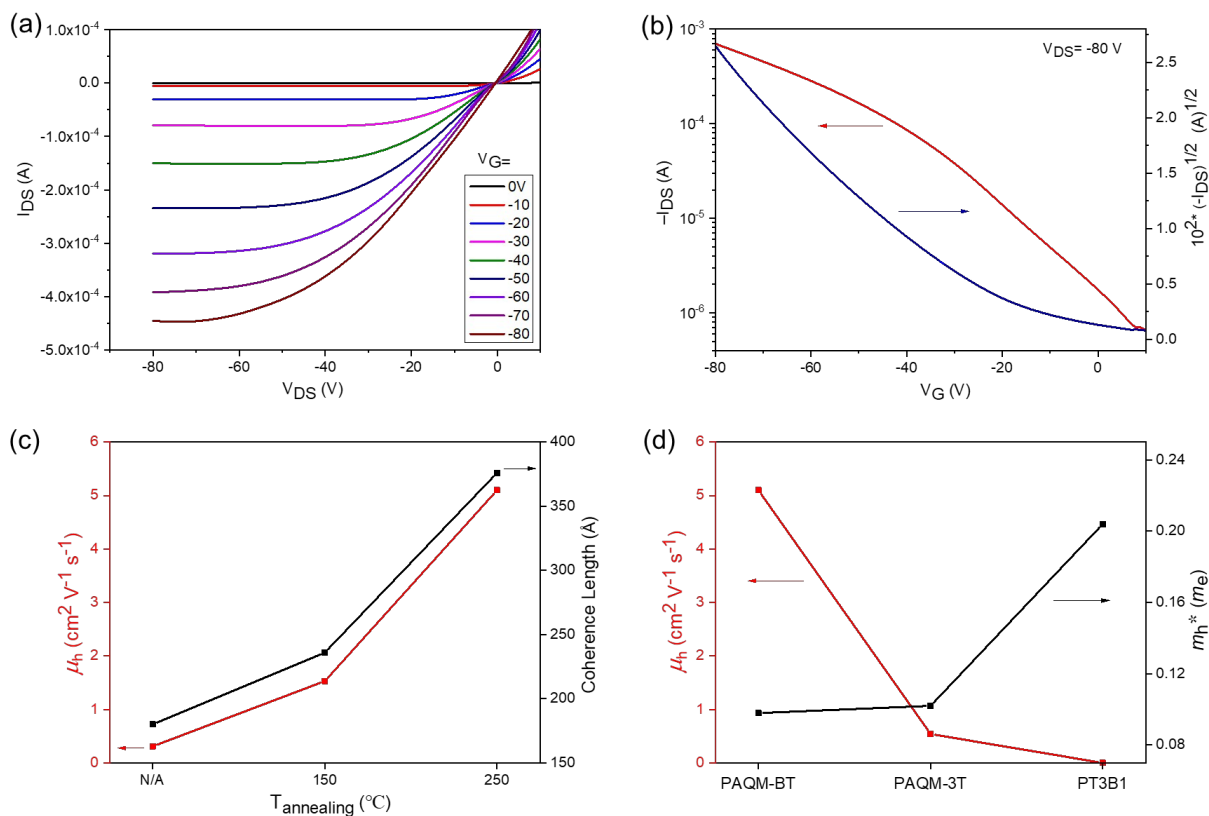 (a)
1.0x10⁻⁴
0.0
-1.0x10⁻⁴
-2.0x10⁻⁴
-3.0x10⁻⁴
-4.0x10⁻⁴
-5.0x10⁻⁴
I_DS (A)
V_G=
0V
-10
-20
-30
-40
-50
-60
-70
-80
-80 -60 -40 -20 0
V_DS (V)
(b)
V_DS= -80 V
10⁻³
10⁻⁴
10⁻⁵
10⁻⁶
–I_DS (A)
2.5
2.0
1.5
1.0
0.5
0.0
10²* (-I_DS)^1/2 (A)^1/2
-80 -60 -40 -20 0
V_G (V)
(c)
6
5
4
3
2
1
0
μ_h (cm² V⁻¹ s⁻¹)
400
350
300
250
200
150
Coherence Length (Å)
N/A 150 250
T_annealing (℃)
(d)
6
5
4
3
2
1
0
μ_h (cm² V⁻¹ s⁻¹)
0.24
0.20
0.16
0.12
0.08
m_h* (m_e)
PAQM-BT PAQM-3T PT3B1